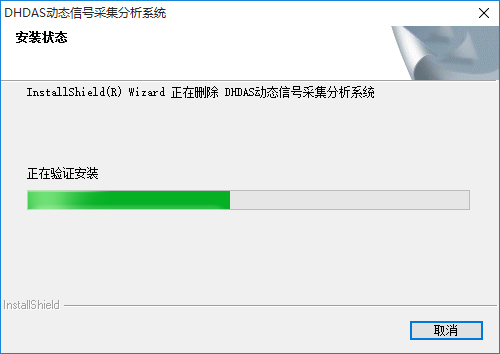 DHDAS动态信号采集分析系统
安装状态
InstallShield(R) Wizard 正在删除 DHDAS动态信号采集分析系统
正在验证安装
InstallShield
取消